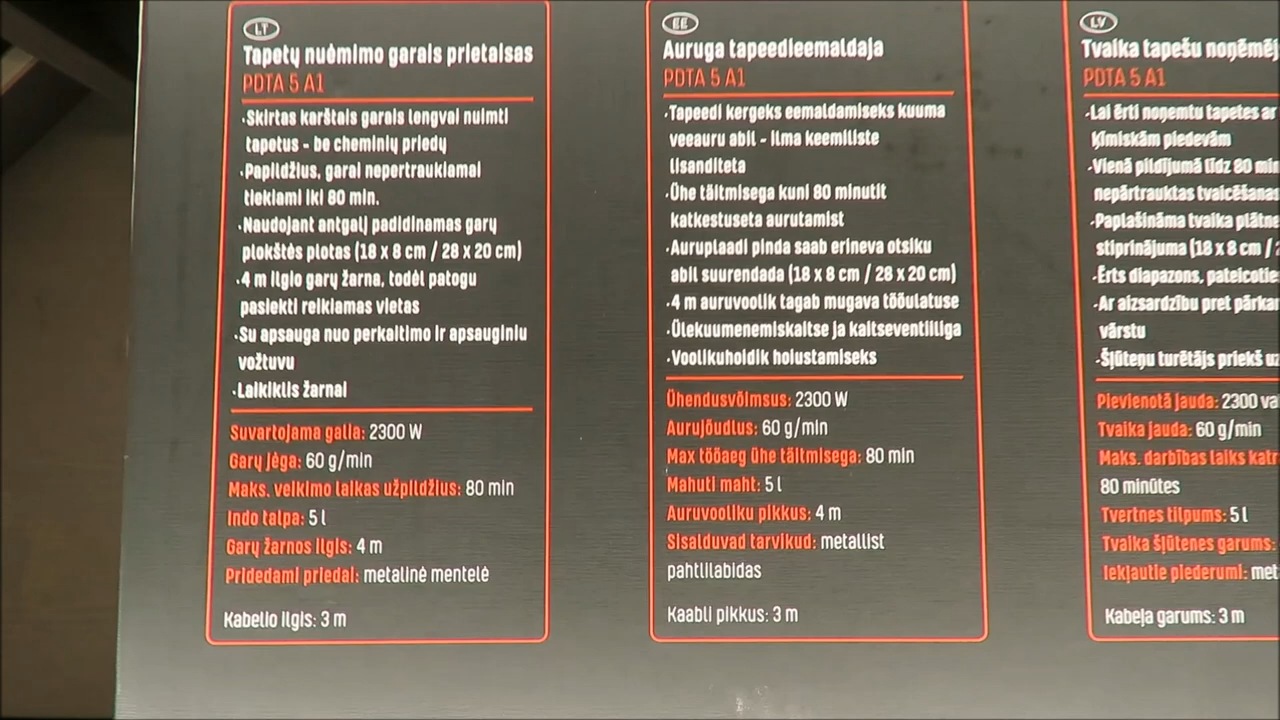 LT
Tapetų nuėmimo garais prietaisas
PDTA 5 A1
·Skirtas karštais garais lengvai nuimti
tapetus - be cheminių priedų
·Papildžius, garai nepertraukiamai
tiekiami iki 80 min.
·Naudojant antgalį padidinamas garų
plokštės plotas (18 x 8 cm / 28 x 20 cm)
·4 m ilgio garų žarna, todėl patogu
pasiekti reikiamas vietas
·Su apsauga nuo perkaitimo ir apsauginiu
vožtuvu
·Laikiklis žarnai
Suvartojama galia: 2300 W
Garų jėga: 60 g/min
Maks. veikimo laikas užpildžius: 80 min
Indo talpa: 5 l
Garų žarnos ilgis: 4 m
Pridedami priedai: metalinė mentelė
Kabelio ilgis: 3 m
EE
Auruga tapeedieemaldaja
PDTA 5 A1
·Tapeedi kergeks eemaldamiseks kuuma
veeauru abil - ilma keemiliste
lisanditeta
·Ühe täitmisega kuni 80 minutit
katkestuseta aurutamist
·Auruplaadi pinda saab erineva otsiku
abil suurendada (18 x 8 cm / 28 x 20 cm)
·4 m auruvoolik tagab mugava tööulatuse
·Ülekuumenemiskaitse ja kaitseventiiliga
·Voolikuhoidik hoiustamiseks
Ühendusvõimsus: 2300 W
Aurujõudlus: 60 g/min
Max tööaeg ühe täitmisega: 80 min
Mahuti maht: 5 l
Auruvooliku pikkus: 4 m
Sisalduvad tarvikud: metallist
pahtlilabidas
Kaabli pikkus: 3 m
LV
Tvaika tapešu noņēmēj
PDTA 5 A1
·Lai ērti noņemtu tapetes ar
Ķīmiskām piedevām
·Vienā pildījumā līdz 80 min
nepārtrauktas tvaicēšanas
·Paplašināma tvaika plātne
stiprinājuma (18 x 8 cm /
·Ērts diapazons, pateicotie
·Ar aizsardzību pret pārkar
vārstu
·Šļūteņu turētājs priekš uz
Pievienotā jauda: 2300 va
Tvaika jauda: 60 g/min
Maks. darbības laiks katr
80 minūtes
Tvertnes tilpums: 5 l
Tvaika šļūtenes garums:
Iekļautie piederumi: met
Kabeļa garums: 3 m